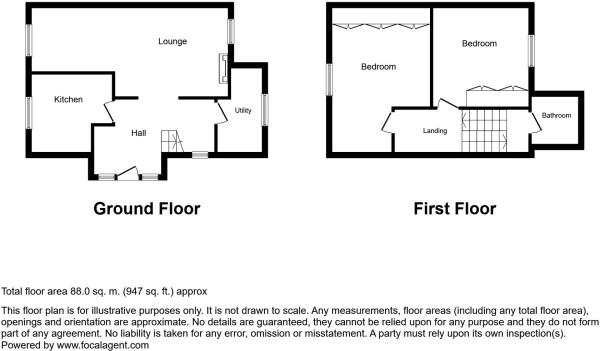 Lounge
Kitchen
Hall
Utility
Ground Floor
Bedroom
Bedroom
Landing
Bathroom
First Floor
Total floor area 88.0 sq. m. (947 sq. ft.) approx
This floor plan is for illustrative purposes only. It is not drawn to scale. Any measurements, floor areas (including any total floor area),
openings and orientation are approximate. No details are guaranteed, they cannot be relied upon for any purpose and they do not form
part of any agreement. No liability is taken for any error, omission or misstatement. A party must rely upon its own inspection(s).
Powered by www.focalagent.com